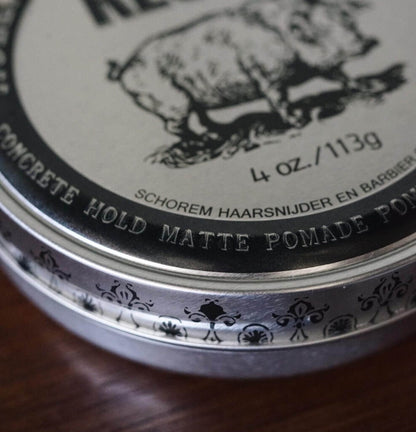 4 oz./113g
SCHOREM HAARSNIJDER EN BARBIER
CONCRETE HOLD MATTE POMADE